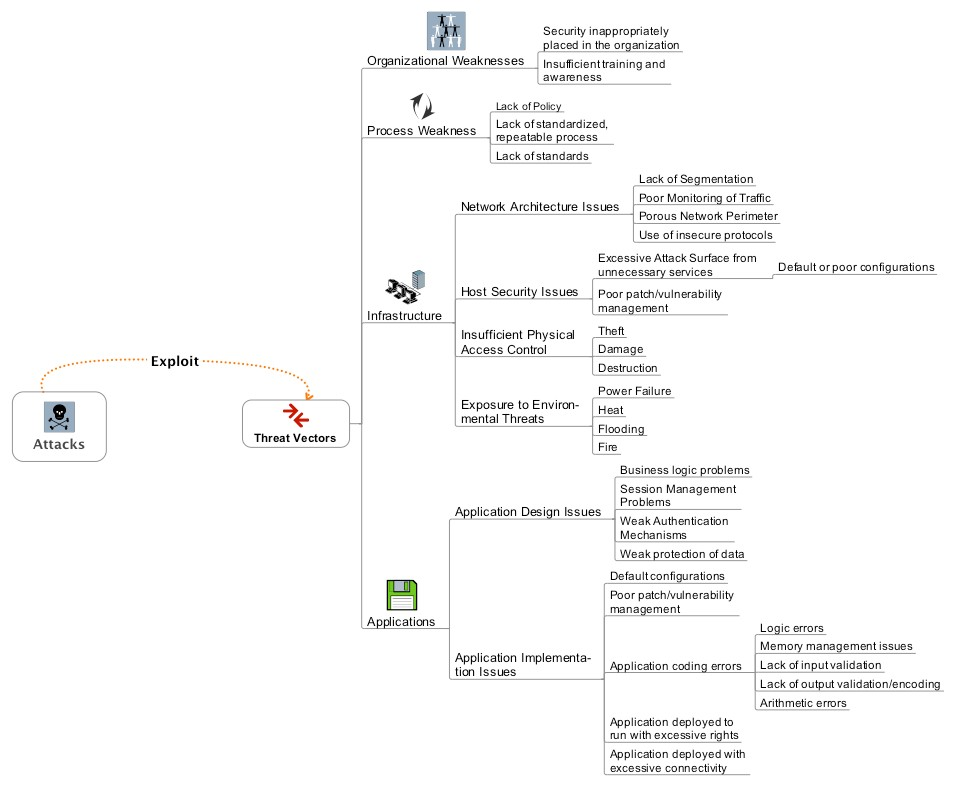 Security inappropriately
placed in the organization
Organizational Weaknesses
Insufficient training and
awareness
Lack of Policy
Process Weakness
Lack of standardized,
repeatable process
Lack of standards
Lack of Segmentation
Poor Monitoring of Traffic
Network Architecture Issues
Porous Network Perimeter
Use of insecure protocols
Excessive Attack Surface from
unnecessary services
Default or poor configurations
Host Security Issues
Poor patch/vulnerability
management
Infrastructure
Insufficient Physical
Access Control
Theft
Damage
Destruction
Exploit
Exposure to Environ-
mental Threats
Power Failure
Heat
Flooding
Fire
Attacks
Threat Vectors
Business logic problems
Session Management
Problems
Application Design Issues
Weak Authentication
Mechanisms
Weak protection of data
Default configurations
Poor patch/vulnerability
management
Applications
Application Implementa-
tion Issues
Application coding errors
Logic errors
Memory management issues
Lack of input validation
Lack of output validation/encoding
Arithmetic errors
Application deployed to
run with excessive rights
Application deployed with
excessive connectivity